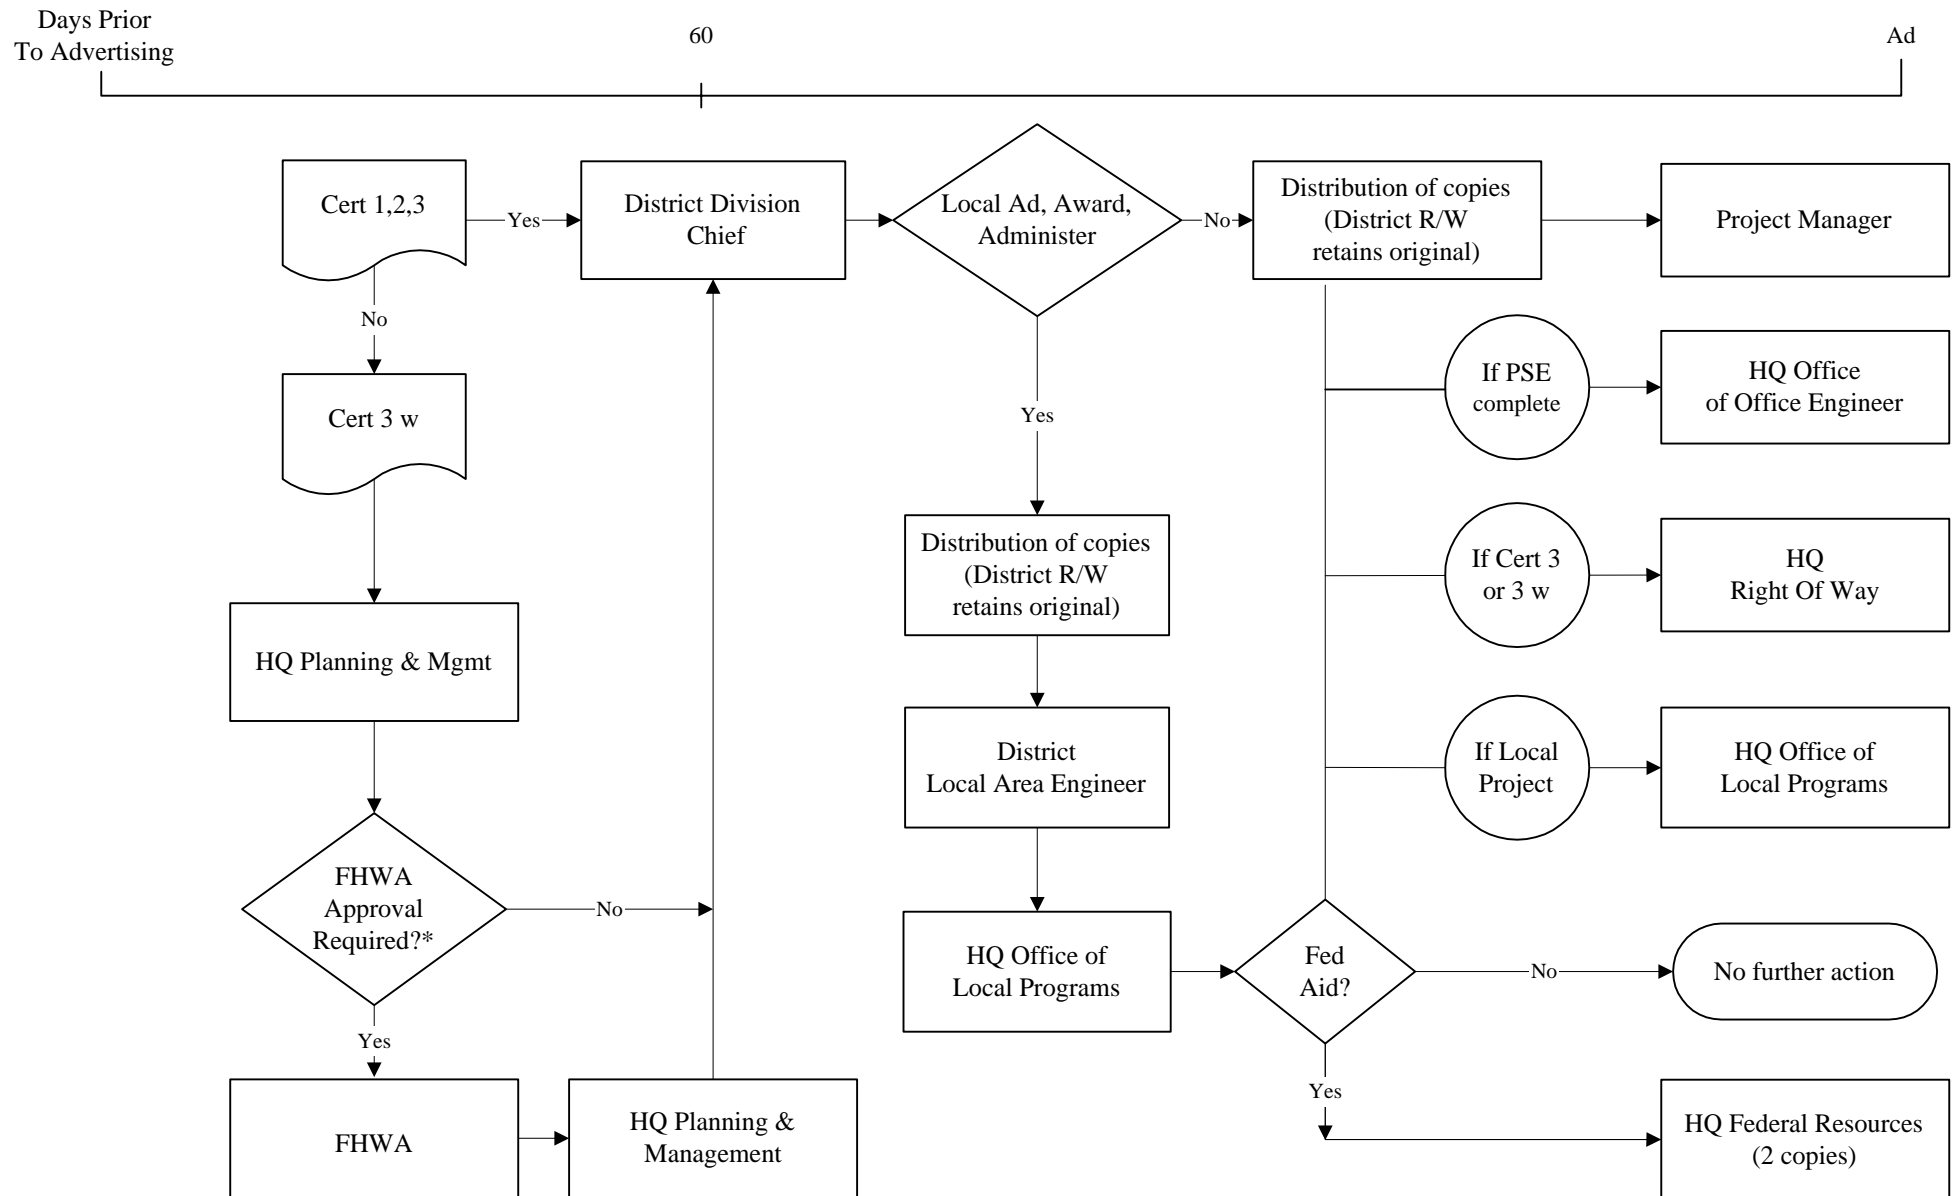 Days Prior
To Advertising
60
Ad
Cert 1,2,3
Yes
District Division
Chief
Local Ad, Award,
Administer
No
Distribution of copies
(District R/W
retains original)
Project Manager
No
Cert 3 w
Yes
If PSE
complete
HQ Office
of Office Engineer
Distribution of copies
(District R/W
retains original)
If Cert 3
or 3 w
HQ
Right Of Way
HQ Planning & Mgmt
District
Local Area Engineer
If Local
Project
HQ Office of
Local Programs
FHWA
Approval
Required?*
No
HQ Office of
Local Programs
Fed
Aid?
No
No further action
Yes
Yes
FHWA
HQ Planning &
Management
HQ Federal Resources
(2 copies)